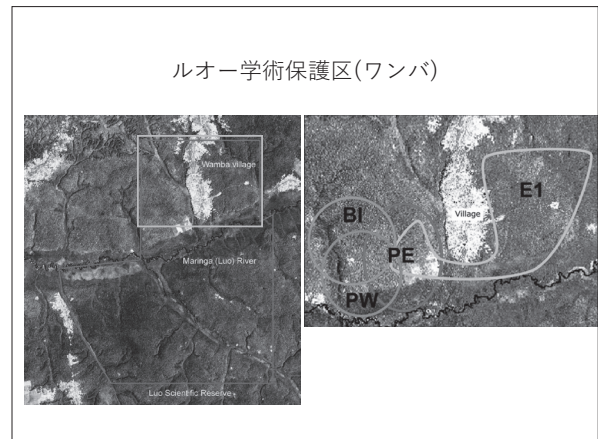 ルオー学術保護区(ワンバ)
Wamba village
Maringa (Luo) River
Luo Scientific Reserve
E1
BI
Village
PE
PW